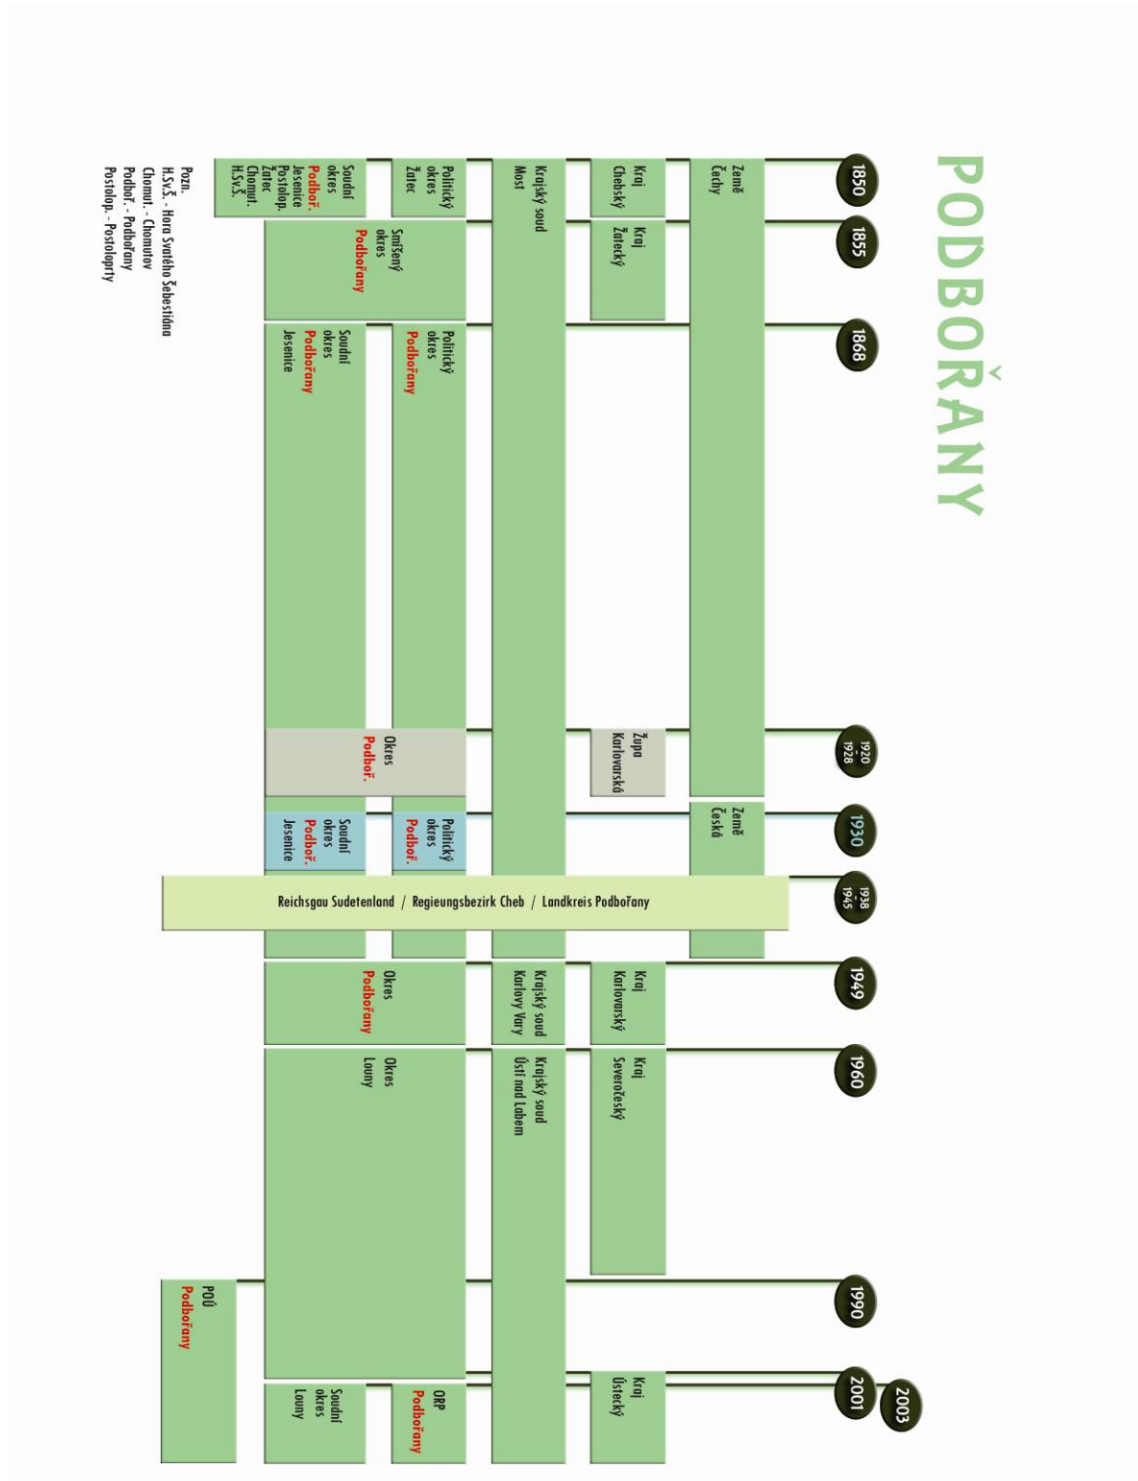 PODBOŘANY
1850
1855
1868
1920
-
1928
1930
1938
-
1945
1949
1960
1990
2001
2003
Země
Čechy
Země
Česká
Kraj
Chebský
Kraj
Žatecký
Župa
Karlovarská
Kraj
Karlovarský
Kraj
Severočeský
Kraj
Ústecký
Krajský soud
Most
Krajský soud
Karlovy Vary
Krajský soud
Ústí nad Labem
Politický
okres
Žatec
Smíšený
okres
Podbořany
Politický
okres
Podbořany
Okres
Podboř.
Politický
okres
Podboř.
Reichsgau Sudetenland / Regieungsbezirk Cheb / Landkreis Podbořany
Okres
Podbořany
Okres
Louny
ORP
Podbořany
Soudní
okres
Podboř.
Jesenice
Postolop.
Žatec
Chomut.
H.Sv.Š.
Soudní
okres
Podbořany
Jesenice
Soudní
okres
Podboř.
Jesenice
Soudní
okres
Louny
POÚ
Podbořany
Pozn.
H.Sv.Š. - Hora Svatého Šebestiána
Chomut. - Chomutov
Podboř. - Podbořany
Postolop. - Postoloprty